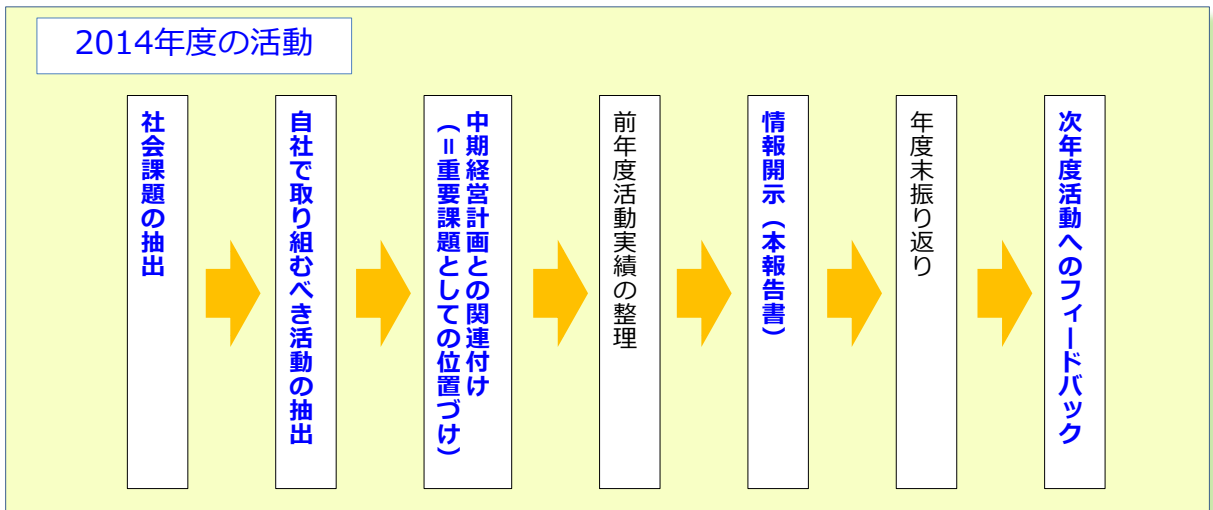 2014年度の活動
社会課題の抽出
自社で取り組むべき活動の抽出
中期経営計画との関連付け
（＝重要課題としての位置づけ）
前年度活動実績の整理
情報開示（本報告書）
年度末振り返り
次年度活動へのフィードバック